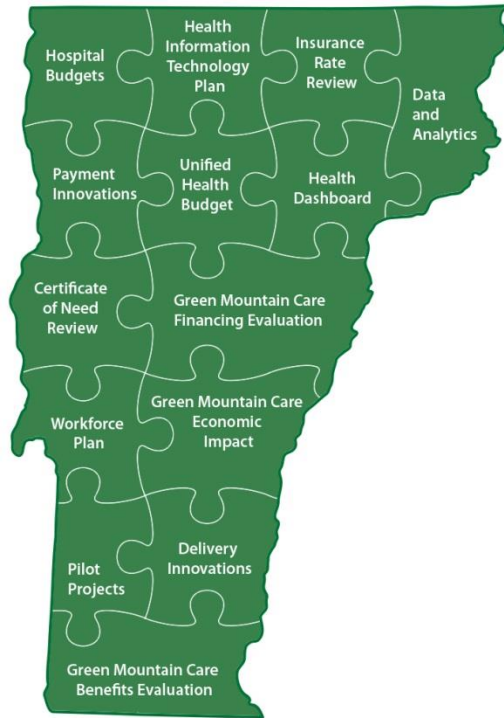 Hospital
Budgets
Health
Information
Technology
Plan
Insurance
Rate
Review
Data
and
Analytics
Payment
Innovations
Unified
Health
Budget
Health
Dashboard
Certificate
of Need
Review
Green Mountain Care
Financing Evaluation
Workforce
Plan
Green Mountain Care
Economic
Impact
Pilot
Projects
Delivery
Innovations
Green Mountain Care
Benefits Evaluation